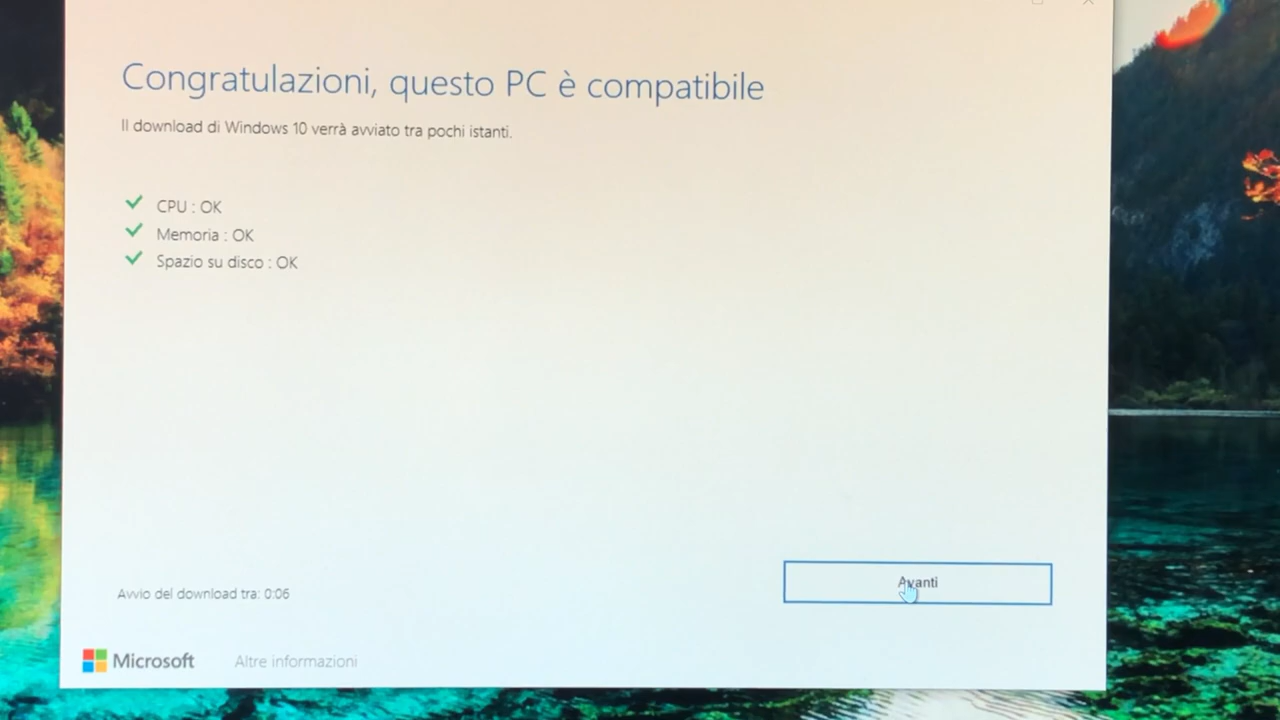 Congratulazioni, questo PC è compatibile
Il download di Windows 10 verrà avviato tra pochi istanti.
CPU : OK
Memoria : OK
Spazio su disco : OK
Avanti
Avvio del download tra: 0:06
Microsoft
Altre informazioni